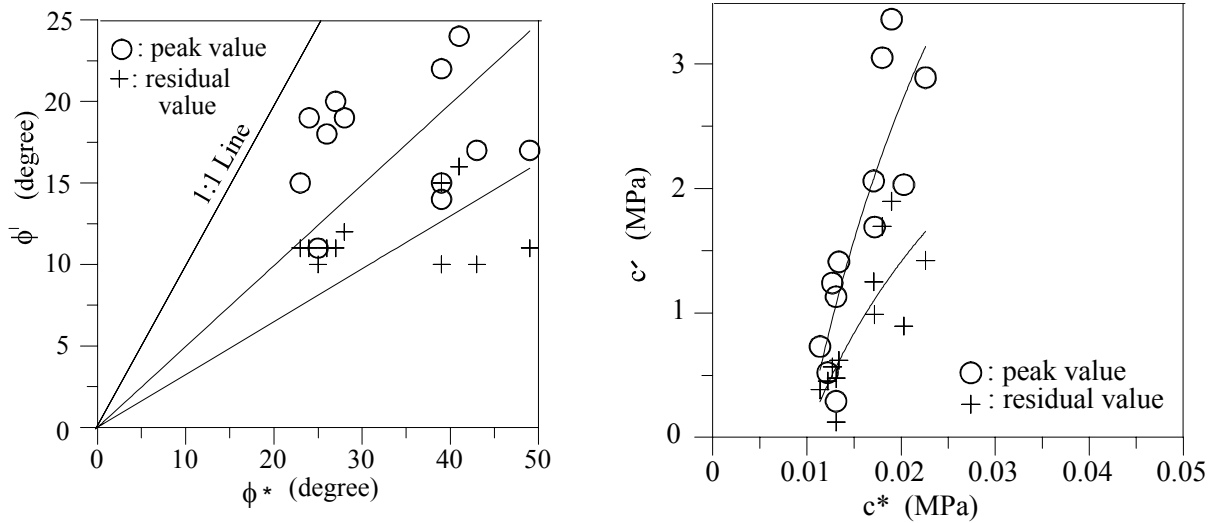 25
20
15
10
5
0
ϕ' (degree)
○ : peak value
+ : residual
value
1:1 Line
0
10
20
30
40
50
ϕ * (degree)
3
2
1
0
c´ (MPa)
○ : peak value
+ : residual value
0
0.01
0.02
0.03
0.04
0.05
c* (MPa)